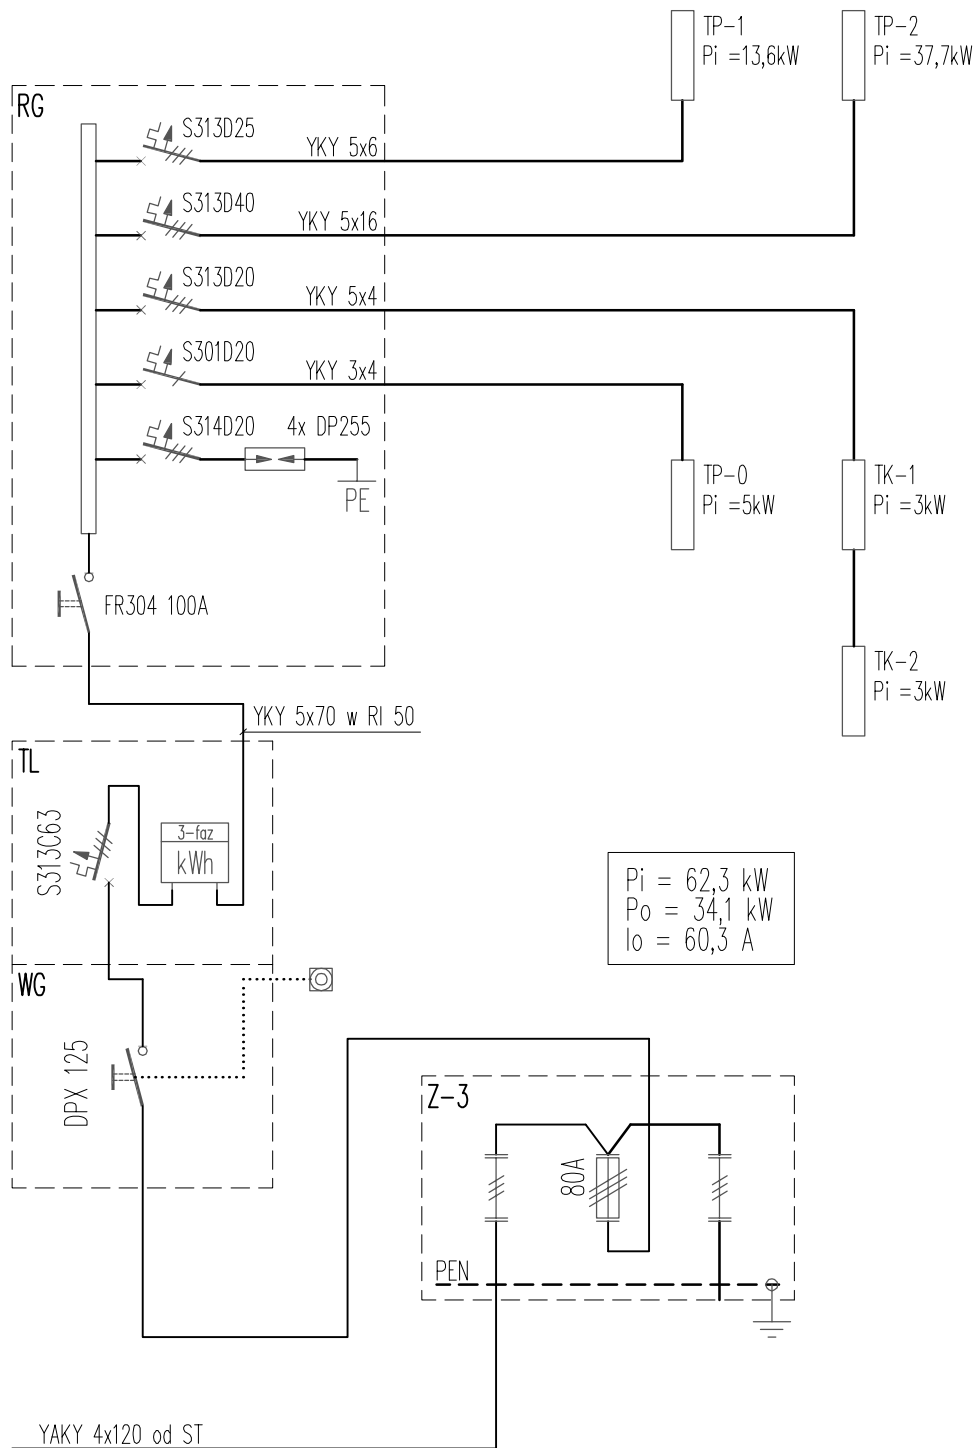 TP-1
Pi =13,6kW
TP-2
Pi =37,7kW
RG
S313D25
YKY 5x6
S313D40
YKY 5x16
S313D20
YKY 5x4
S301D20
YKY 3x4
S314D20
4x DP255
PE
TP-0
Pi =5kW
TK-1
Pi =3kW
FR304 100A
TK-2
Pi =3kW
YKY 5x70 w RI 50
TL
S313C63
3-faz
kWh
Pi = 62,3 kW
Po = 34,1 kW
Io = 60,3 A
WG
DPX 125
Z-3
80A
PEN
YAKY 4x120 od ST